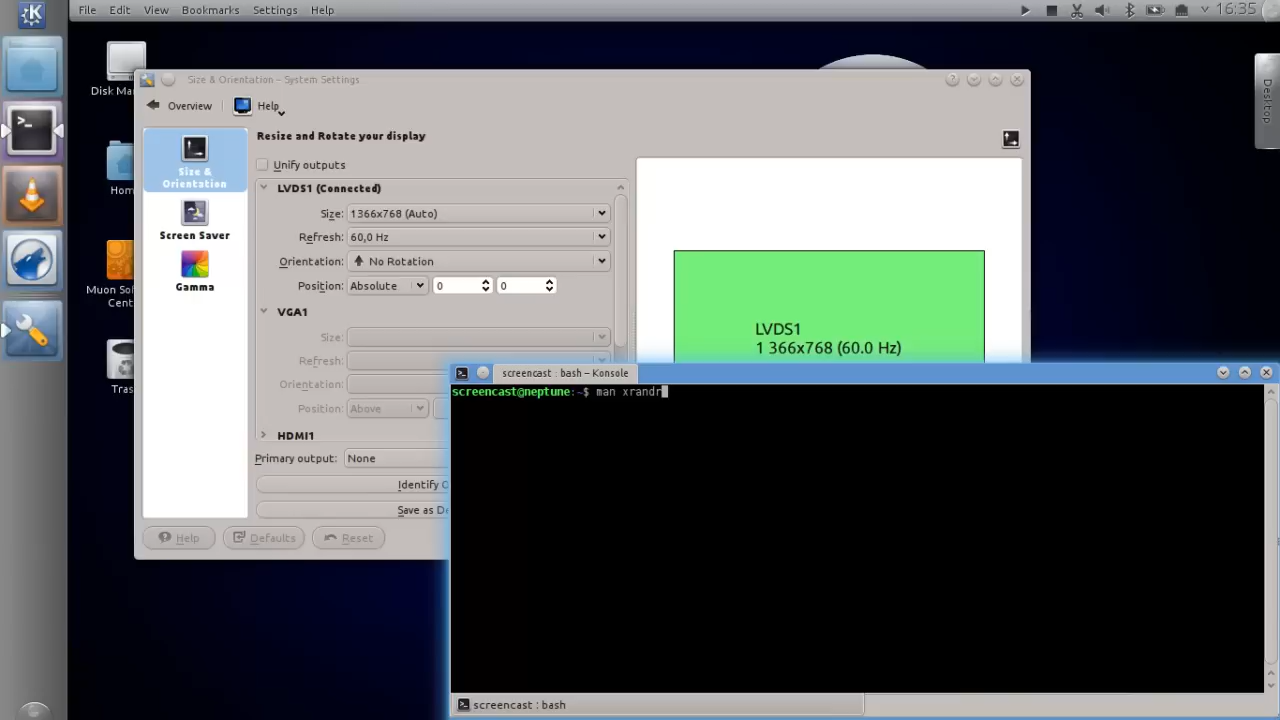 File Edit View Bookmarks Settings Help
16:35
Disk Ma
Size & Orientation – System Settings
Overview
Help
Resize and Rotate your display
Size &
Orientation
Unify outputs
LVDS1 (Connected)
Size: 1366x768 (Auto)
Refresh: 60,0 Hz
Orientation: No Rotation
Position: Absolute 0 0
Screen Saver
Gamma
VGA1
Size:
Refresh:
Orientation:
Position: Above
HDMI1
Primary output: None
Identify O
Save as De
Help Defaults Reset
LVDS1
1 366x768 (60.0 Hz)
Desktop
Hom
Muon Sof
Cent
Tras
screencast : bash – Konsole
screencast@neptune:~$ man xrandr
screencast : bash